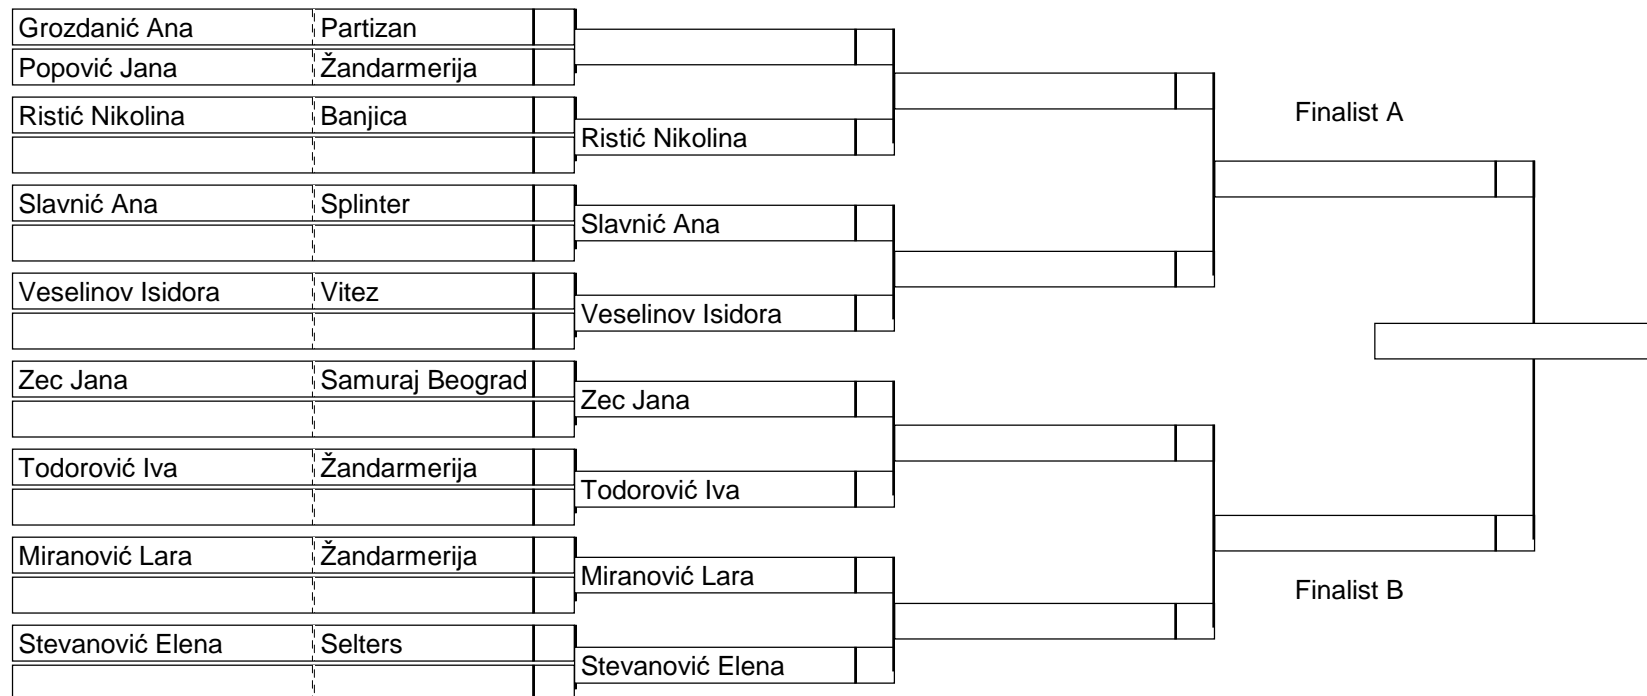 Grozdanić Ana Partizan
Popović Jana Žandarmerija
Ristić Nikolina Banjica
Ristić Nikolina
Slavnić Ana Splinter
Slavnić Ana
Veselinov Isidora Vitez
Veselinov Isidora
Zec Jana Samuraj Beograd
Zec Jana
Todorović Iva Žandarmerija
Todorović Iva
Miranović Lara Žandarmerija
Miranović Lara
Stevanović Elena Selters
Stevanović Elena
Finalist A
Finalist B